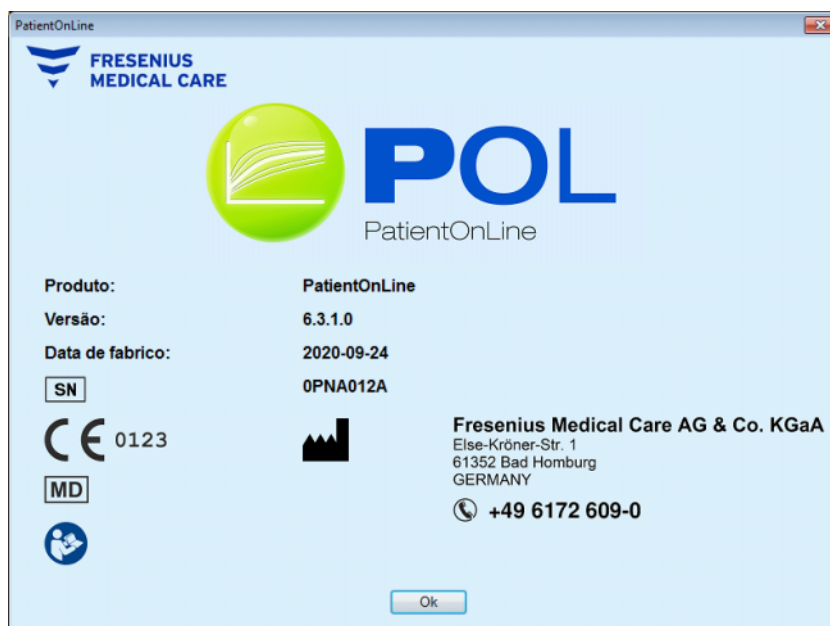 PatientOnLine
FRESENIUS
MEDICAL CARE
POL
PatientOnLine
Produto: PatientOnLine
Versão: 6.3.1.0
Data de fabrico: 2020-09-24
SN 0PNA012A
CE 0123
Fresenius Medical Care AG & Co. KGaA
Else-Kröner-Str. 1
61352 Bad Homburg
GERMANY
MD
+49 6172 609-0
Ok